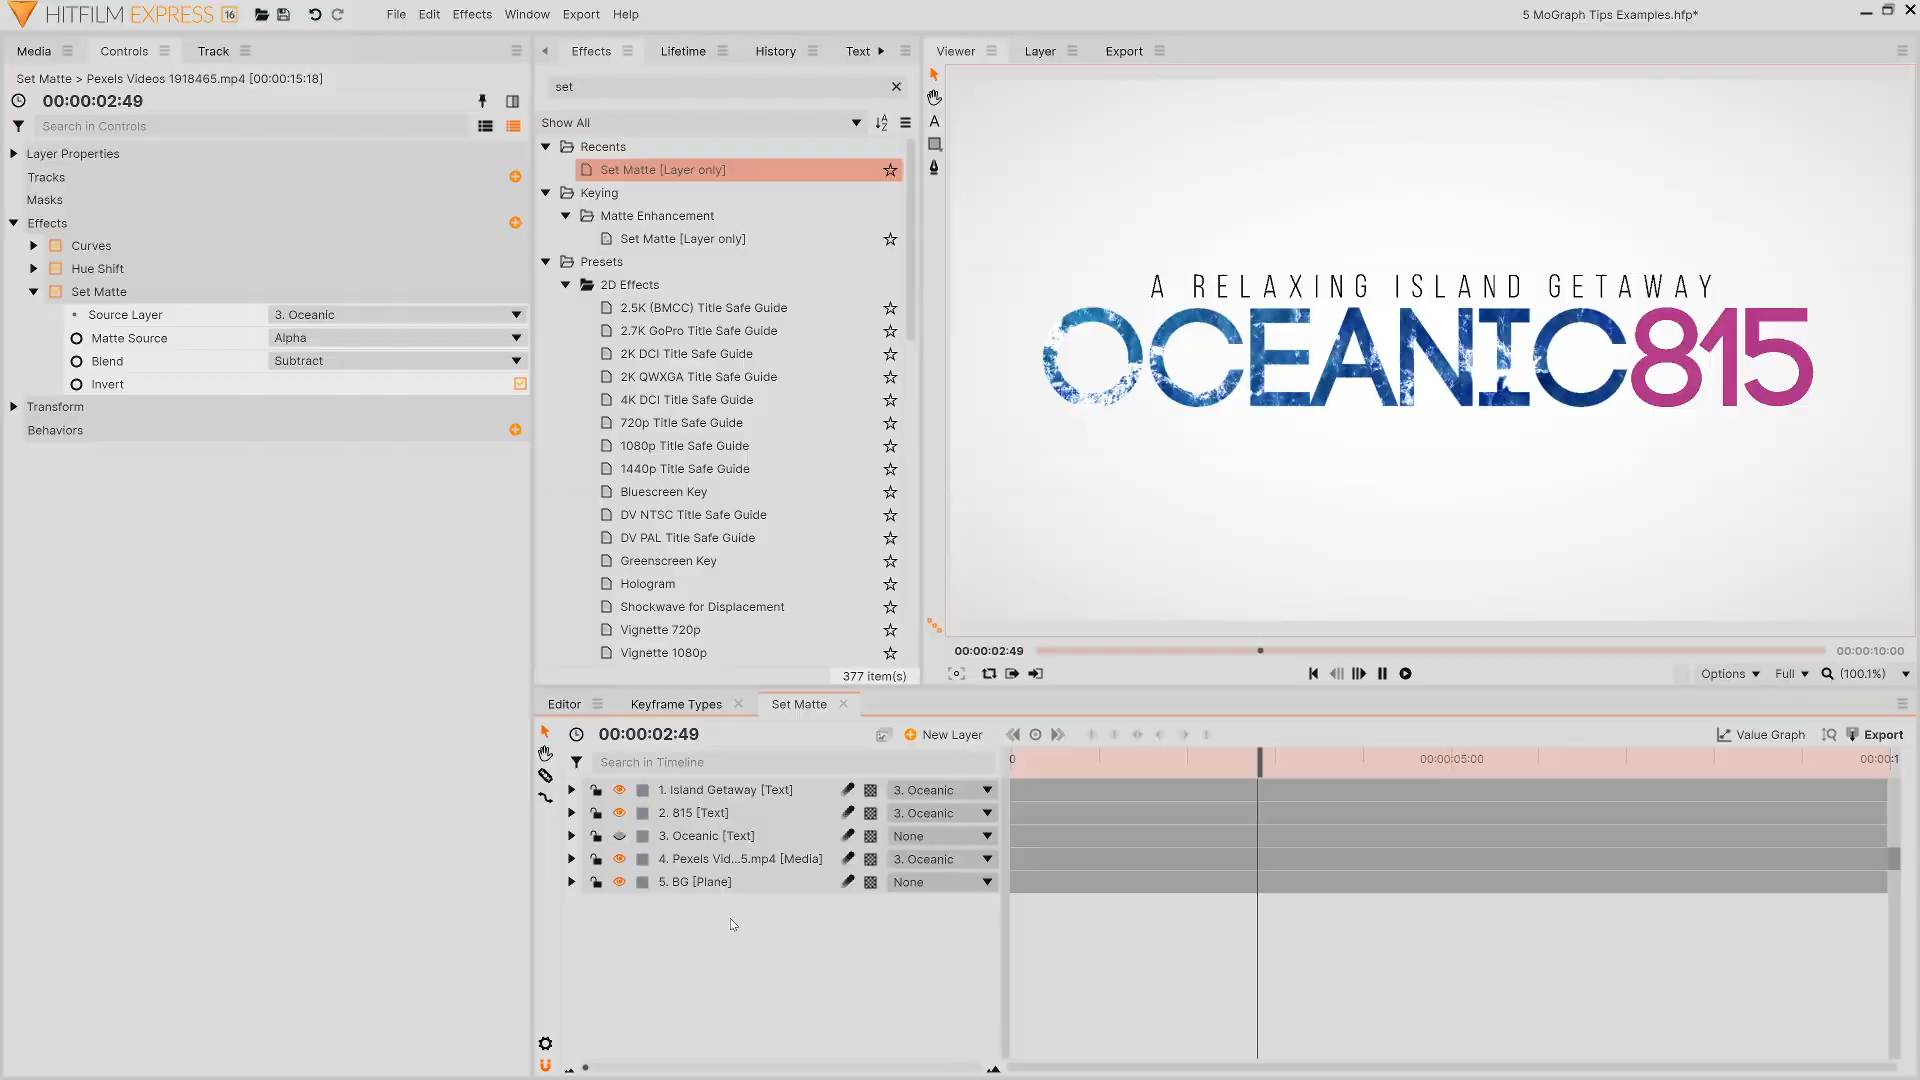 HITFILM EXPRESS 16
File Edit Effects Window Export Help
5 MoGraph Tips Examples.hfp*
Media Controls Track
Set Matte > Pexels Videos 1918465.mp4 [00:00:15:18]
00:00:02:49
Search in Controls
Layer Properties
Tracks
Masks
Effects
Curves
Hue Shift
Set Matte
Source Layer 3. Oceanic
Matte Source Alpha
Blend Subtract
Invert
Transform
Behaviors
Effects Lifetime History Text
set
Show All
Recents
Set Matte [Layer only]
Keying
Matte Enhancement
Set Matte [Layer only]
Presets
2D Effects
2.5K (BMCC) Title Safe Guide
2.7K GoPro Title Safe Guide
2K DCI Title Safe Guide
2K QWXGA Title Safe Guide
4K DCI Title Safe Guide
720p Title Safe Guide
1080p Title Safe Guide
1440p Title Safe Guide
Bluescreen Key
DV NTSC Title Safe Guide
DV PAL Title Safe Guide
Greenscreen Key
Hologram
Shockwave for Displacement
Vignette 720p
Vignette 1080p
377 item(s)
Viewer Layer Export
A
A RELAXING ISLAND GETAWAY
OCEANIC815
00:00:02:49
00:00:10:00
Options Full (100.1%)
Editor Keyframe Types Set Matte
00:00:02:49
New Layer
Value Graph
Export
Search in Timeline
0
00:00:05:00
00:00:1
1. Island Getaway [Text] 3. Oceanic
2. 815 [Text] 3. Oceanic
3. Oceanic [Text] None
4. Pexels Vid...5.mp4 [Media] 3. Oceanic
5. BG [Plane] None